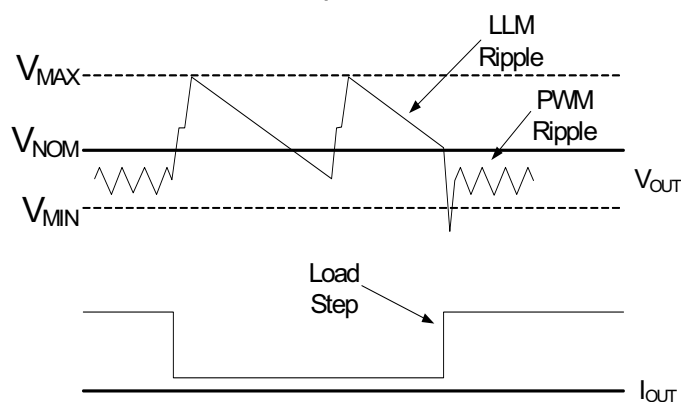 LLM
Ripple
VMAX
PWM
Ripple
VNOM
VOUT
VMIN
Load
Step
IOUT